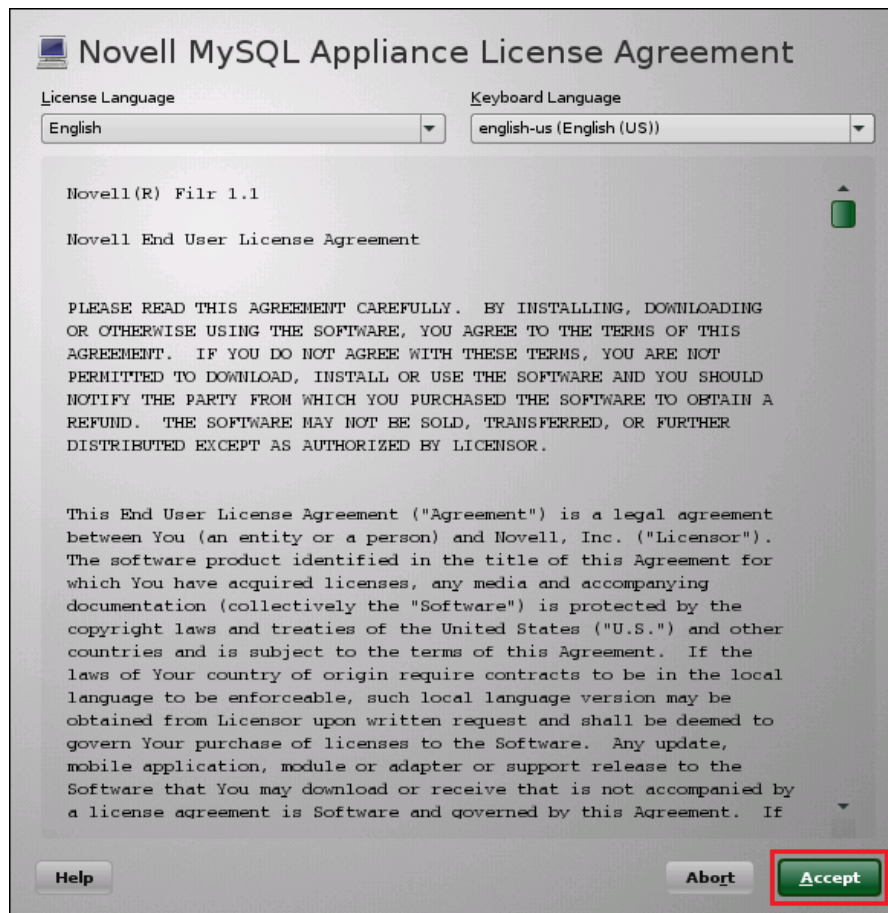 Novell MySQL Appliance License Agreement
License Language
Keyboard Language
English
english-us (English (US))
Novell(R) Filr 1.1
Novell End User License Agreement
PLEASE READ THIS AGREEMENT CAREFULLY.  BY INSTALLING, DOWNLOADING
OR OTHERWISE USING THE SOFTWARE, YOU AGREE TO THE TERMS OF THIS
AGREEMENT.  IF YOU DO NOT AGREE WITH THESE TERMS, YOU ARE NOT
PERMITTED TO DOWNLOAD, INSTALL OR USE THE SOFTWARE AND YOU SHOULD
NOTIFY THE PARTY FROM WHICH YOU PURCHASED THE SOFTWARE TO OBTAIN A
REFUND.  THE SOFTWARE MAY NOT BE SOLD, TRANSFERRED, OR FURTHER
DISTRIBUTED EXCEPT AS AUTHORIZED BY LICENSOR.
This End User License Agreement ("Agreement") is a legal agreement
between You (an entity or a person) and Novell, Inc. ("Licensor").
The software product identified in the title of this Agreement for
which You have acquired licenses, any media and accompanying
documentation (collectively the "Software") is protected by the
copyright laws and treaties of the United States ("U.S.") and other
countries and is subject to the terms of this Agreement.  If the
laws of Your country of origin require contracts to be in the local
language to be enforceable, such local language version may be
obtained from Licensor upon written request and shall be deemed to
govern Your purchase of licenses to the Software.  Any update,
mobile application, module or adapter or support release to the
Software that You may download or receive that is not accompanied by
a license agreement is Software and governed by this Agreement.  If
Help
Abort
Accept